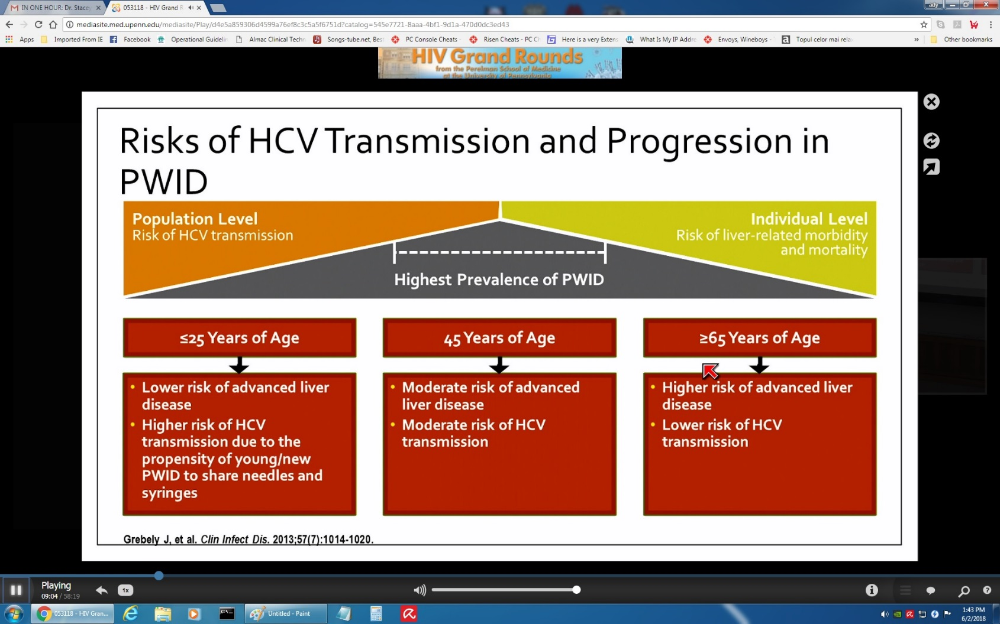 IN ONE HOUR: Dr. Stacey
053118 - HIV Grand R
ady
mediasite.med.upenn.edu/mediasite/Play/d4e5a859306d4599a76ef8c3c5a5f6751d?catalog=545e7721-8aaa-4bf1-9d1a-470d0dc3ed43
Apps Imported From IE Facebook Operational Guidelin Almac Clinical Techn Songs-tube.net, Bes PC Console Cheats - Risen Cheats - PC Ch Here is a very Extens What Is My IP Addre Envoys, Wineboys - Topul celor mai rela » Other bookmarks
HIV Grand Rounds
from the Perelman School of Medicine
at the University of Pennsylvania
Risks of HCV Transmission and Progression in
PWID
Population Level
Risk of HCV transmission
Individual Level
Risk of liver-related morbidity
and mortality
Highest Prevalence of PWID
≤25 Years of Age
• Lower risk of advanced liver
disease
• Higher risk of HCV
transmission due to the
propensity of young/new
PWID to share needles and
syringes
45 Years of Age
• Moderate risk of advanced
liver disease
• Moderate risk of HCV
transmission
≥65 Years of Age
• Higher risk of advanced liver
disease
• Lower risk of HCV
transmission
Grebely J, et al. Clin Infect Dis. 2013;57(7):1014-1020.
Playing
09:04 / 58:19
1x
053118 - HIV Gran...
Untitled - Paint
1:43 PM
6/2/2018